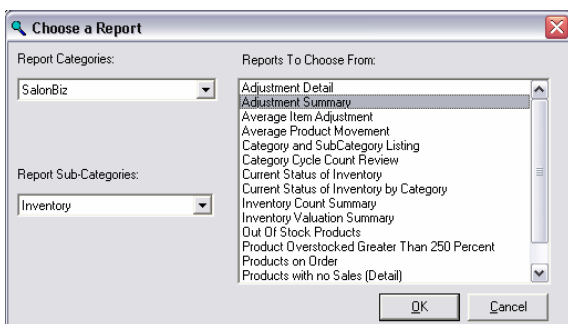 Choose a Report
Report Categories:
SalonBiz
Report Sub-Categories:
Inventory
Reports To Choose From:
Adjustment Detail
Adjustment Summary
Average Item Adjustment
Average Product Movement
Category and SubCategory Listing
Category Cycle Count Review
Current Status of Inventory
Current Status of Inventory by Category
Inventory Count Summary
Inventory Valuation Summary
Out Of Stock Products
Product Overstocked Greater Than 250 Percent
Products on Order
Products with no Sales (Detail)
OK
Cancel